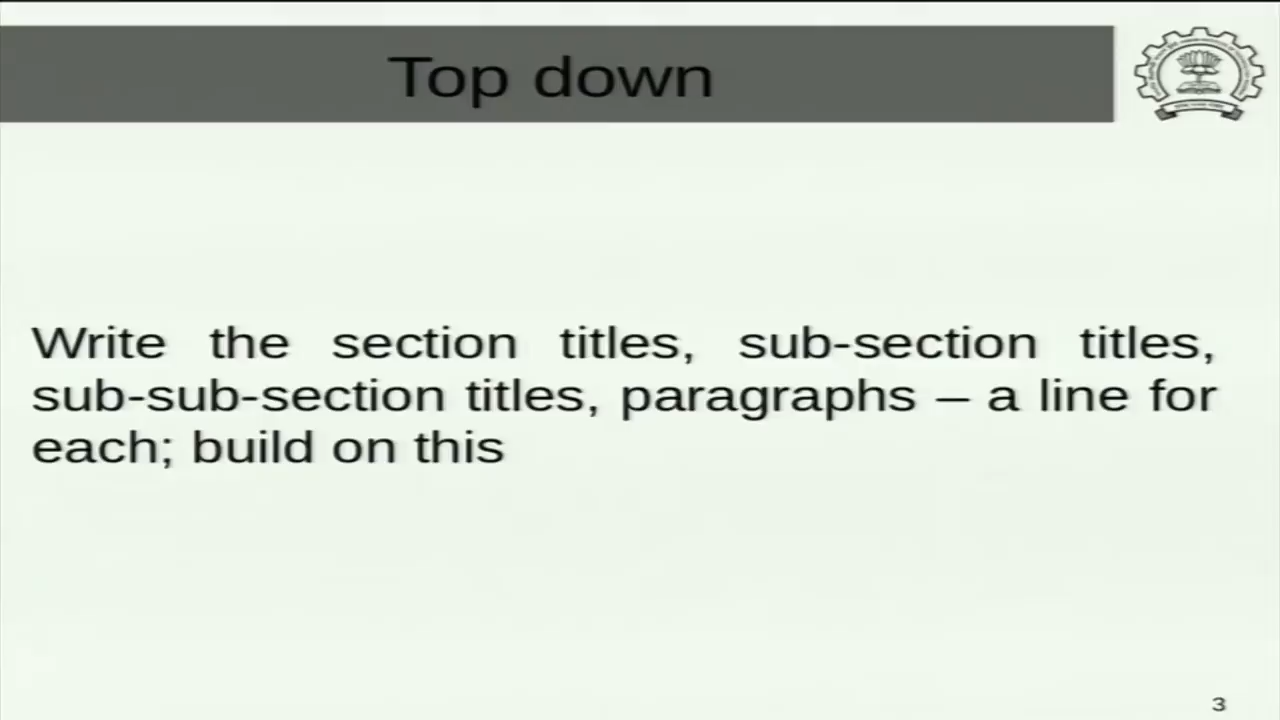 Top down
Write the section titles, sub-section titles,
sub-sub-section titles, paragraphs – a line for
each; build on this
3